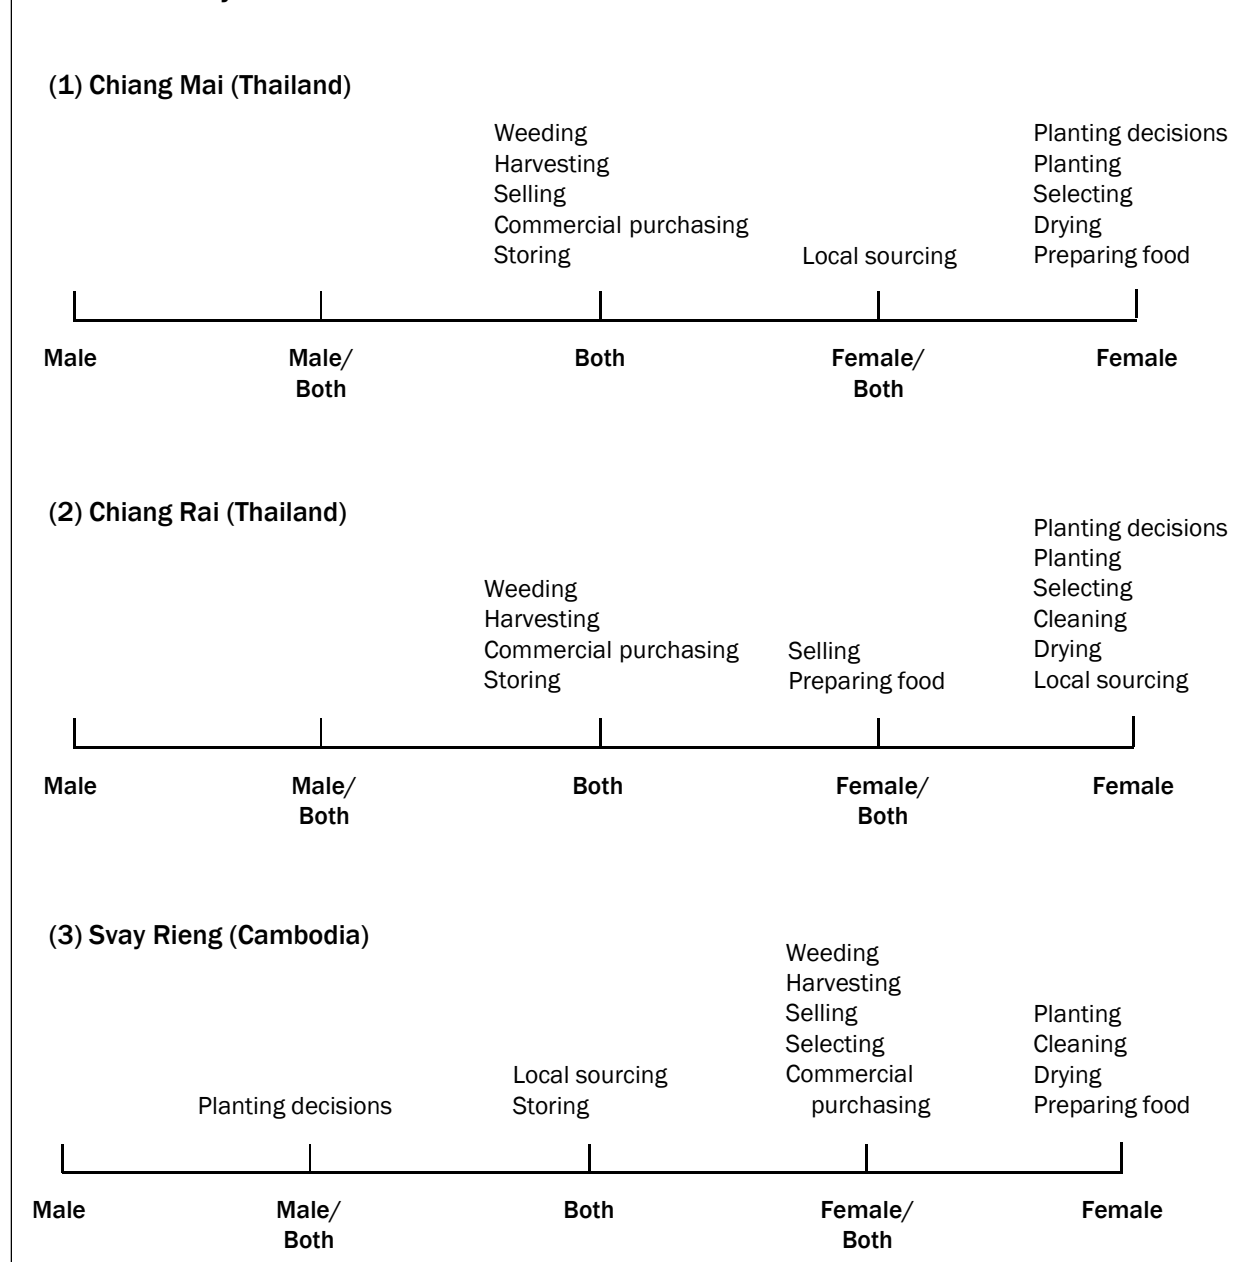 (1) Chiang Mai (Thailand)
Weeding
Harvesting
Selling
Commercial purchasing
Storing
Local sourcing
Planting decisions
Planting
Selecting
Drying
Preparing food
Male
Male/
Both
Both
Female/
Both
Female
(2) Chiang Rai (Thailand)
Weeding
Harvesting
Commercial purchasing
Storing
Selling
Preparing food
Planting decisions
Planting
Selecting
Cleaning
Drying
Local sourcing
Male
Male/
Both
Both
Female/
Both
Female
(3) Svay Rieng (Cambodia)
Planting decisions
Local sourcing
Storing
Weeding
Harvesting
Selling
Selecting
Commercial
purchasing
Planting
Cleaning
Drying
Preparing food
Male
Male/
Both
Both
Female/
Both
Female